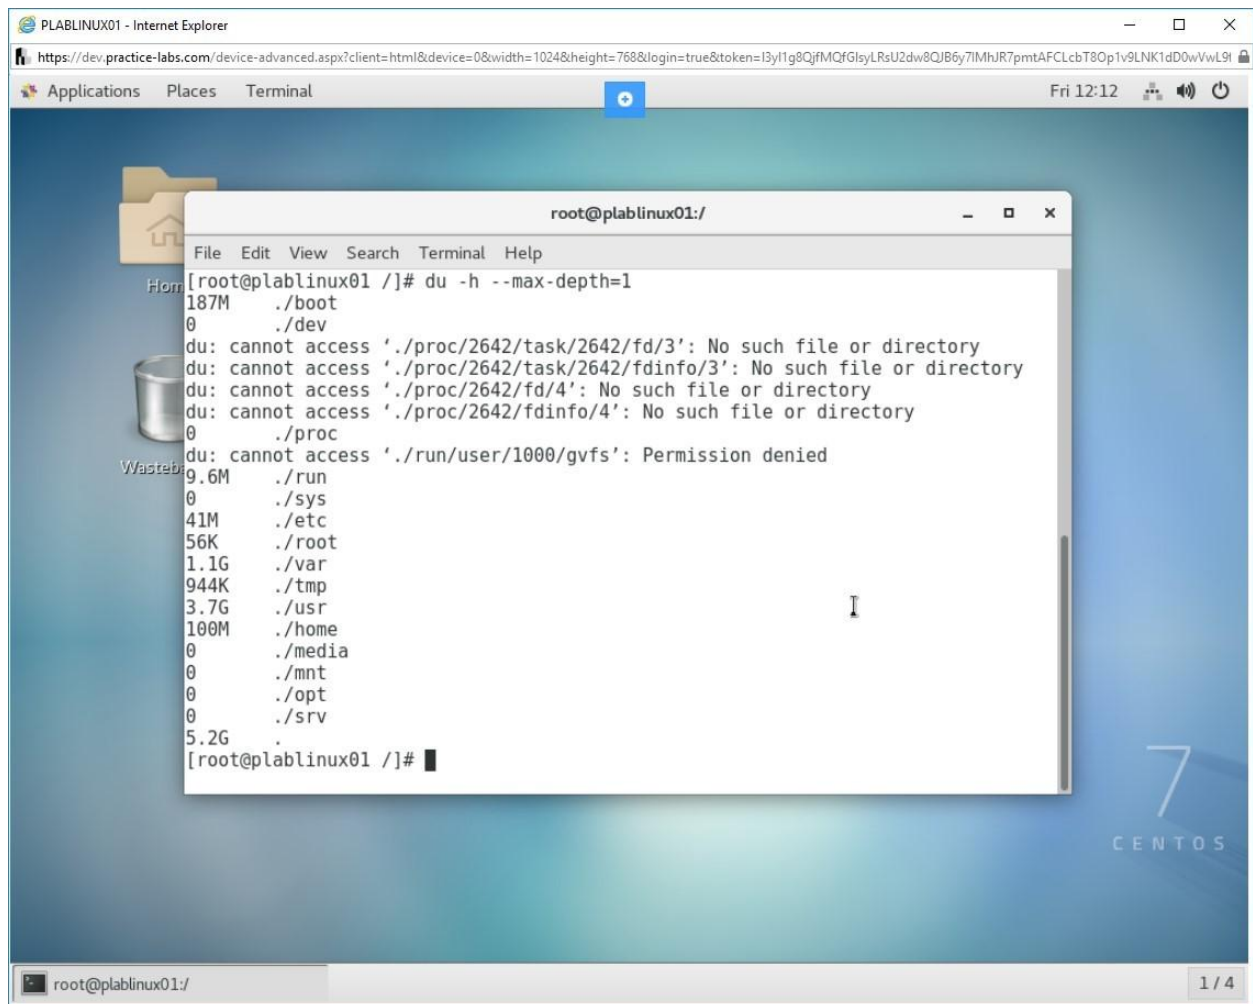 PLABLINUX01 - Internet Explorer
Applications Places Terminal Fri 12:12
Hom
Wasteb
root@plablinux01:/
File Edit View Search Terminal Help
[root@plablinux01 /]# du -h --max-depth=1
187M ./boot
0 ./dev
du: cannot access ‘./proc/2642/task/2642/fd/3’: No such file or directory
du: cannot access ‘./proc/2642/task/2642/fdinfo/3’: No such file or directory
du: cannot access ‘./proc/2642/fd/4’: No such file or directory
du: cannot access ‘./proc/2642/fdinfo/4’: No such file or directory
0 ./proc
du: cannot access ‘./run/user/1000/gvfs’: Permission denied
9.6M ./run
0 ./sys
41M ./etc
56K ./root
1.1G ./var
944K ./tmp
3.7G ./usr
100M ./home
0 ./media
0 ./mnt
0 ./opt
0 ./srv
5.2G .
[root@plablinux01 /]#
7
CENTOS
root@plablinux01:/ 1 / 4